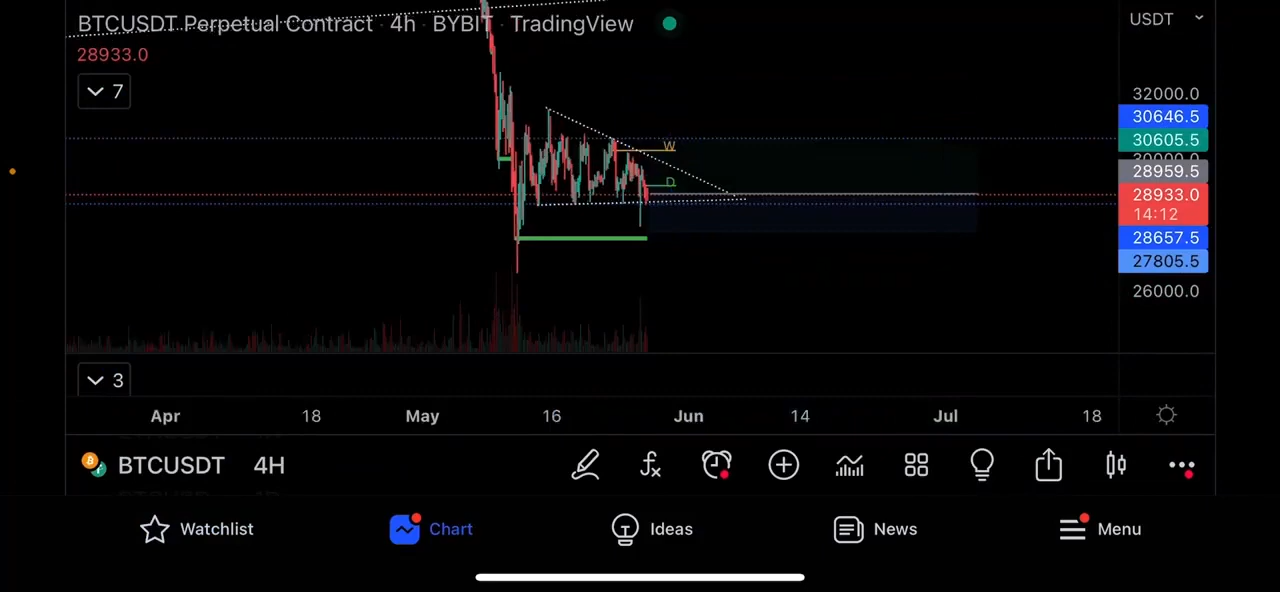 BTCUSDT Perpetual Contract · 4h · BYBIT · TradingView
USDT
28933.0
7
32000.0
30646.5
30605.5
30000.0
28959.5
28933.0
14:12
28657.5
27805.5
26000.0
W
D
3
Apr 18 May 16 Jun 14 Jul 18
BTCUSDT 4H
Watchlist Chart Ideas News Menu